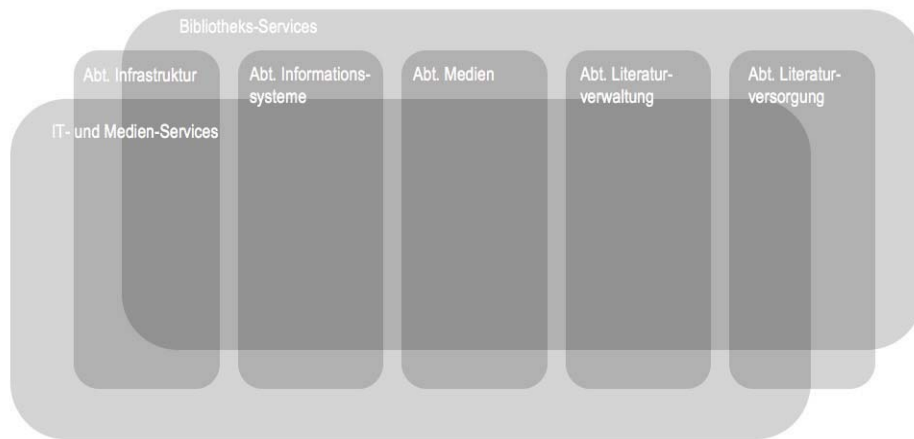 Bibliotheks-Services
Abt. Infrastruktur
Abt. Informations-
systeme
Abt. Medien
Abt. Literatur-
verwaltung
Abt. Literatur-
versorgung
IT- und Medien-Services